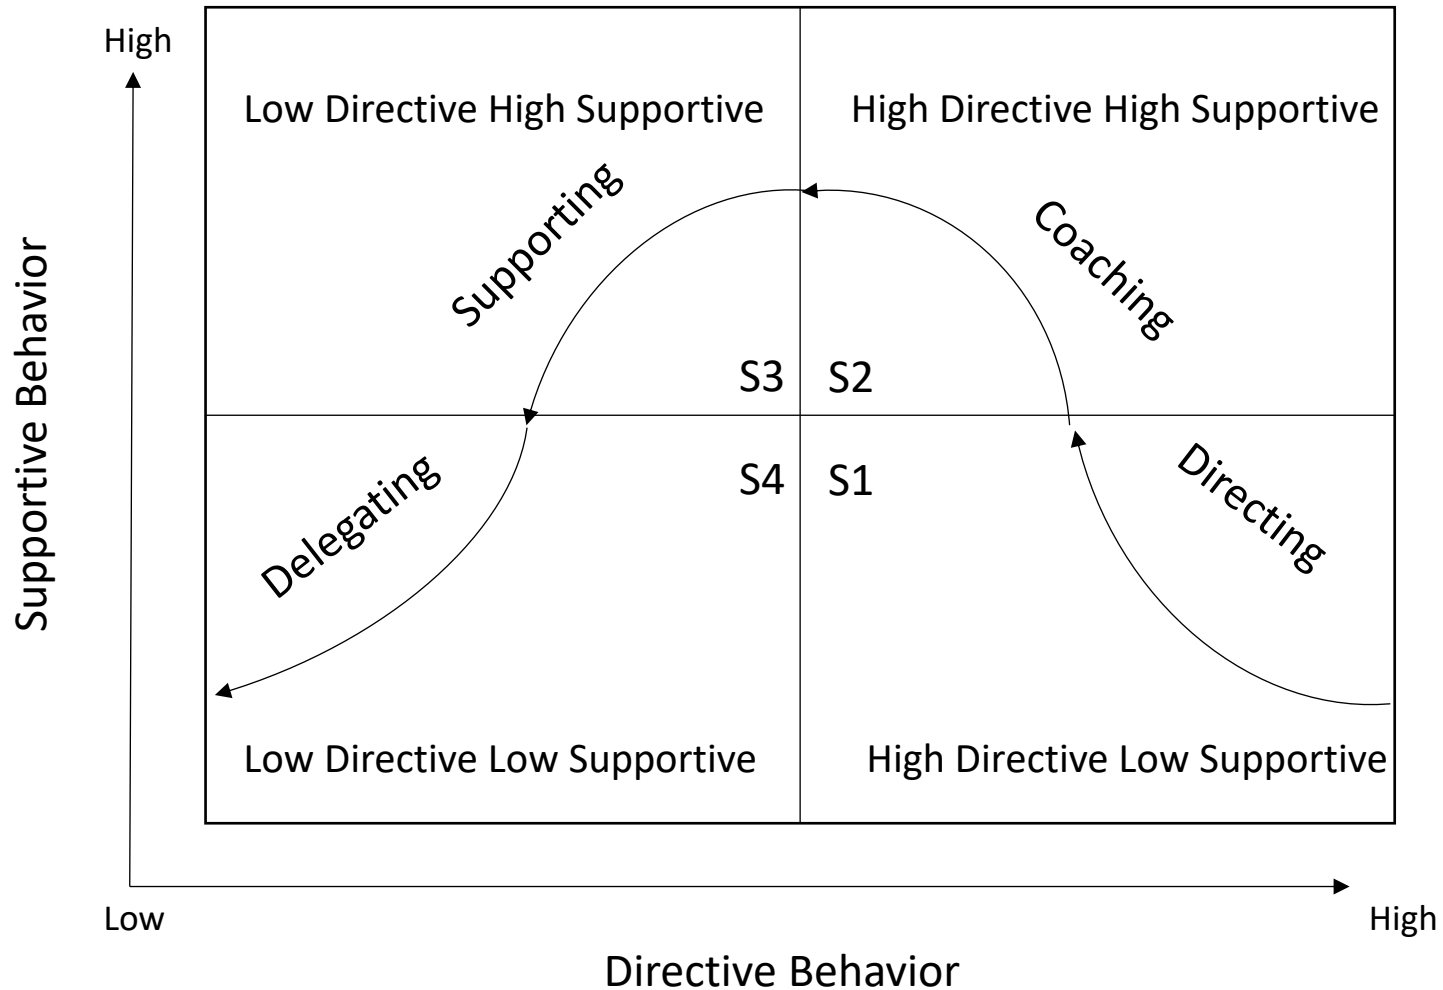 High
Low Directive High Supportive
High Directive High Supportive
Supporting
Coaching
Supportive Behavior
S3
S2
S4
S1
Delegating
Directing
Low Directive Low Supportive
High Directive Low Supportive
Low
High
Directive Behavior